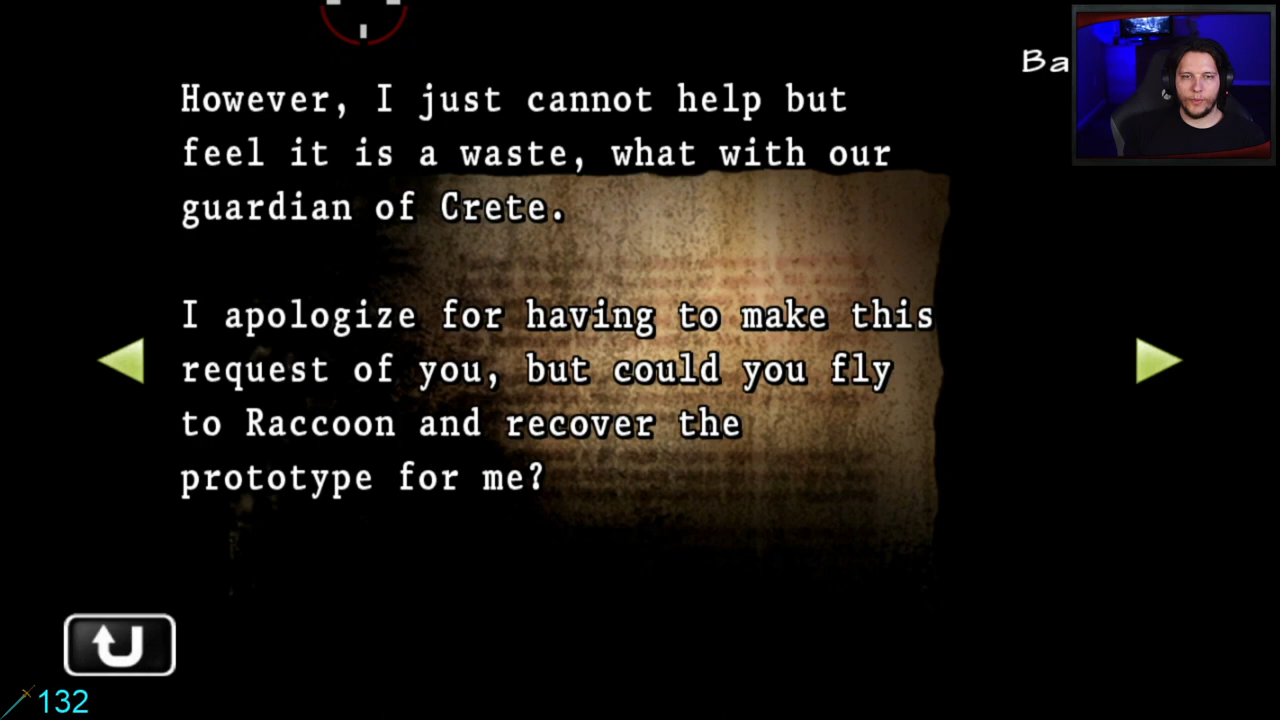 Ba
However, I just cannot help but
feel it is a waste, what with our
guardian of Crete.
I apologize for having to make this
request of you, but could you fly
to Raccoon and recover the
prototype for me?
132